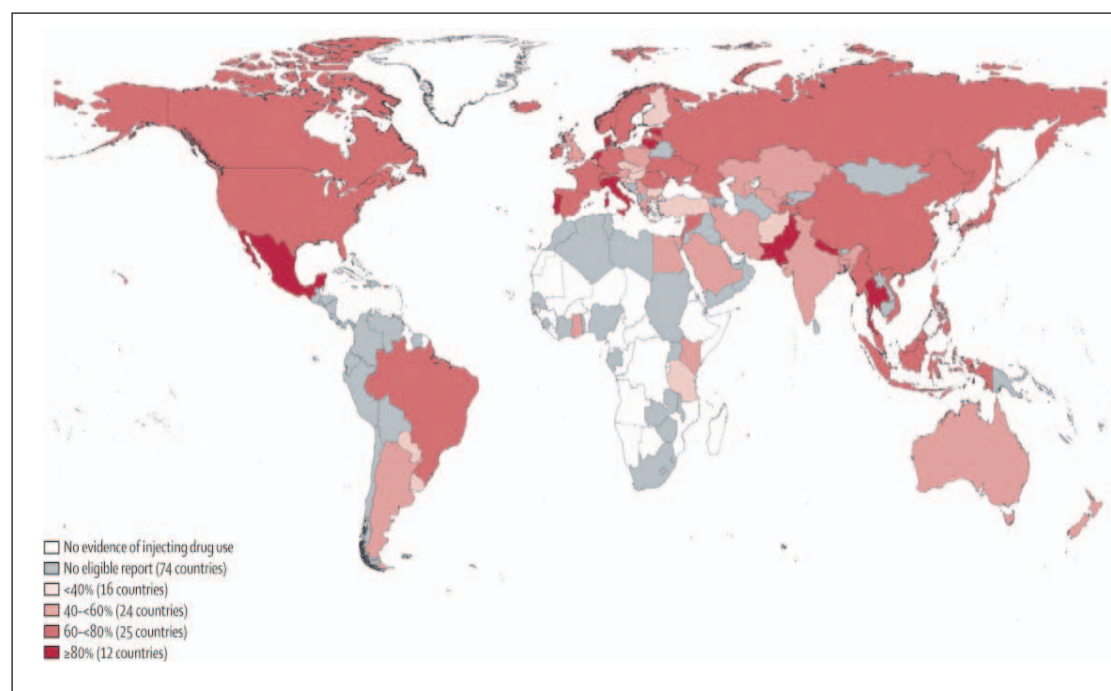 No evidence of injecting drug use
No eligible report (74 countries)
<40% (16 countries)
40–<60% (24 countries)
60–<80% (25 countries)
≥80% (12 countries)